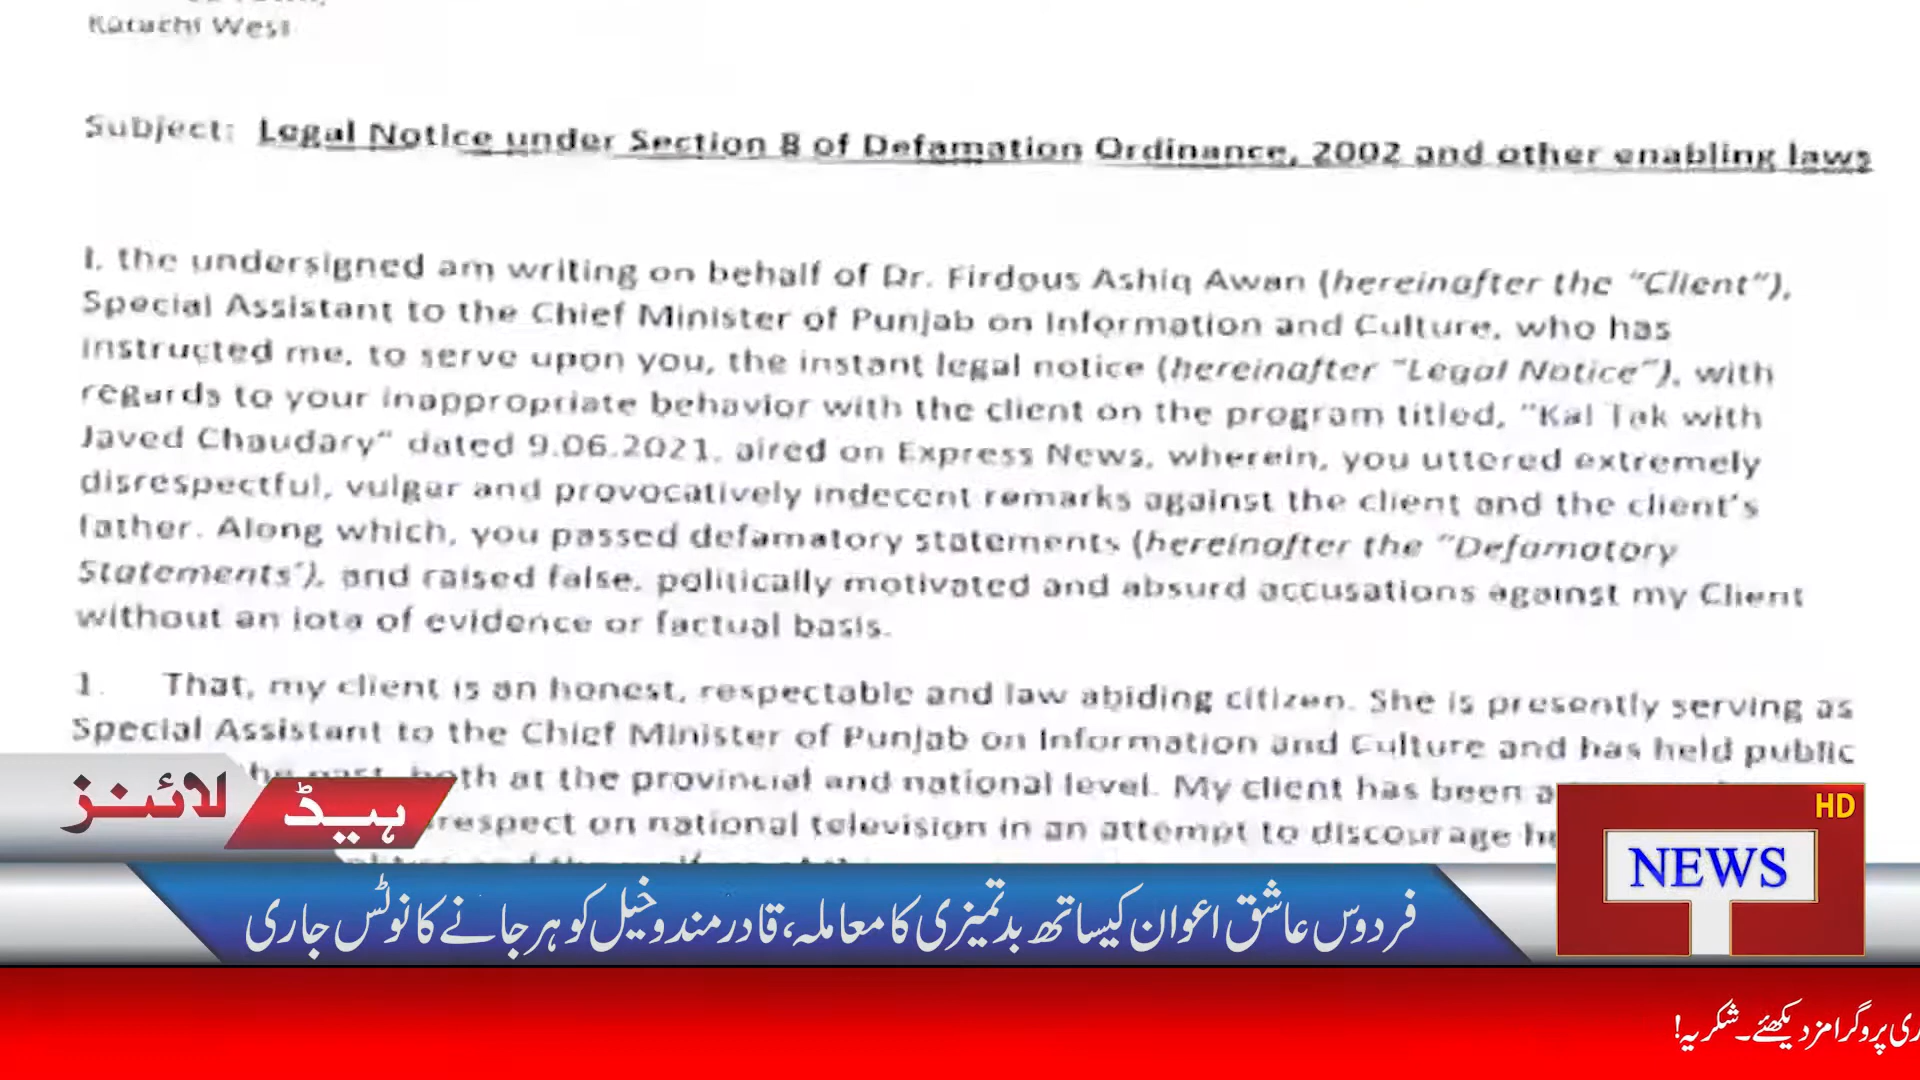 Karachi West
Subject: Legal Notice under Section 8 of Defamation Ordinance, 2002 and other enabling laws
I, the undersigned am writing on behalf of Dr. Firdous Ashiq Awan (hereinafter the "Client"),
Special Assistant to the Chief Minister of Punjab on Information and Culture, who has
instructed me, to serve upon you, the instant legal notice (hereinafter "Legal Notice"), with
regards to your inappropriate behavior with the client on the program titled, "Kal Tak with
Javed Chaudary" dated 9.06.2021, aired on Express News, wherein, you uttered extremely
disrespectful, vulgar and provocatively indecent remarks against the client and the client's
father. Along which, you passed defamatory statements (hereinafter the "Defamatory
Statements'), and raised false, politically motivated and absurd accusations against my Client
without an iota of evidence or factual basis.
1. That, my client is an honest, respectable and law abiding citizen. She is presently serving as
Special Assistant to the Chief Minister of Punjab on Information and Culture and has held public
past, both at the provincial and national level. My client has been
respect on national television in an attempt to discourage
ہیڈ لائنز
HD
NEWS
فردوس عاشق اعوان کیساتھ بدتمیزی کا معاملہ، قادر مندوخیل کو ہرجانے کا نوٹس جاری
پروگرامز دیکھئے۔ شکریہ!